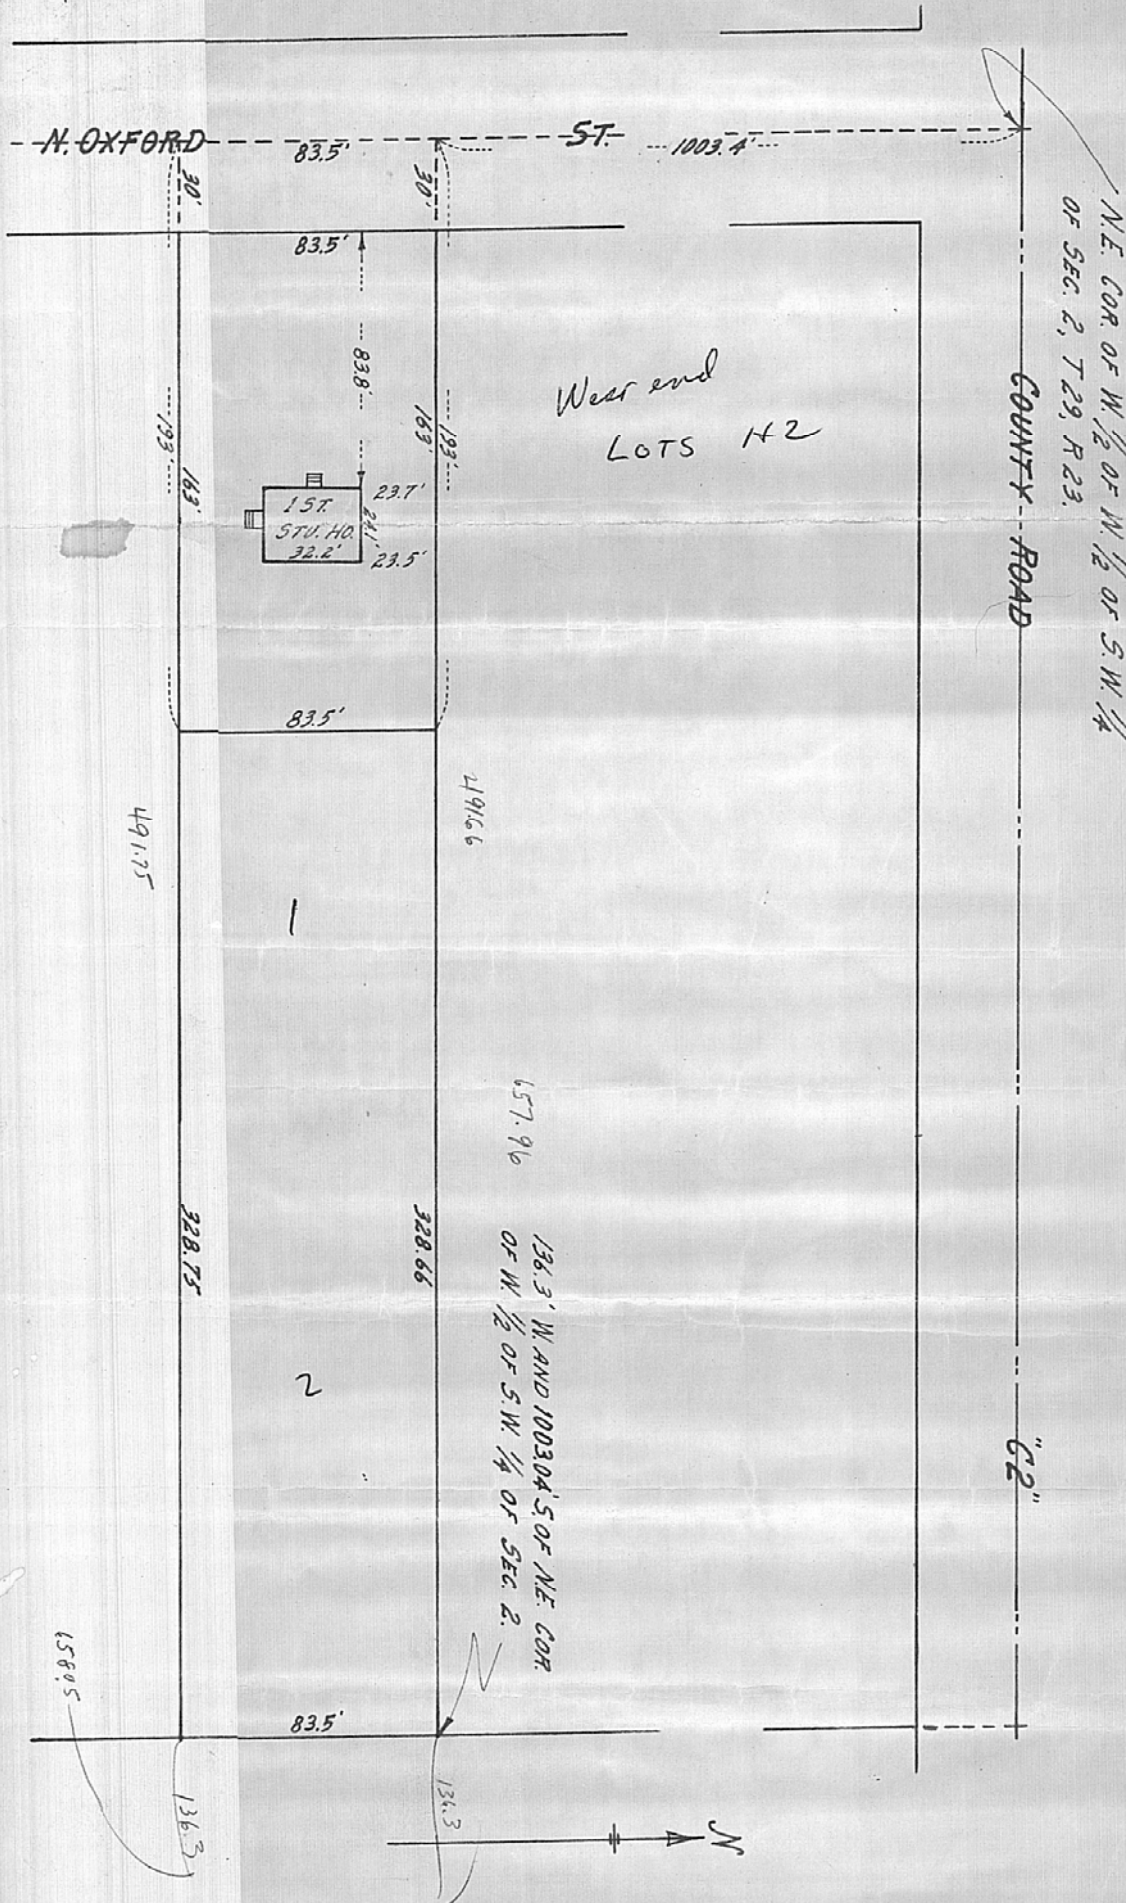 N.E. COR. OF W. 1/2 OF W. 1/2 OF S.W. 1/4
OF SEC. 2, T 29, R 23.
COUNTY ROAD "C2"
N. OXFORD ST.
83.5'
1003.4'
30'
30'
83.5'
83.8'
193'
163'
193'
163'
West end
LOTS 1+2
1 ST.
STU. HO.
32.2'
23.7'
24.1'
23.5'
83.5'
491.66
491.75
1
657.96
328.66
328.75
136.3' W. AND 1003.04' S. OF N.E. COR.
OF W. 1/2 OF S.W. 1/4 OF SEC. 2.
2
83.5'
658.05
136.3
136.3
N